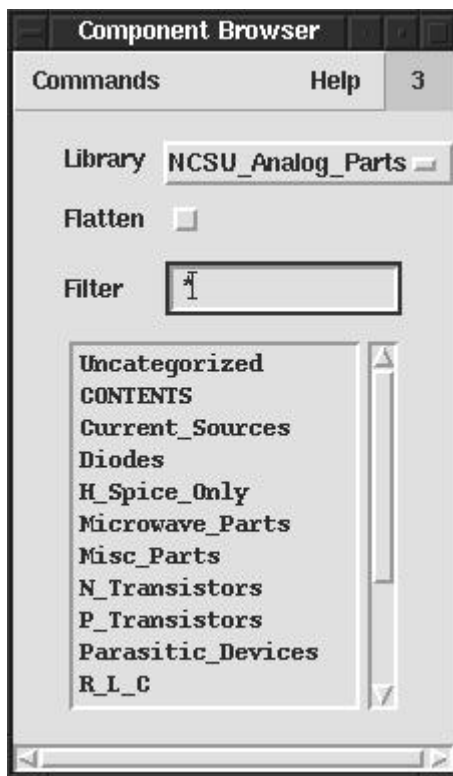 Component Browser
Commands Help 3
Library NCSU_Analog_Parts
Flatten
Filter *
Uncategorized
CONTENTS
Current_Sources
Diodes
H_Spice_Only
Microwave_Parts
Misc_Parts
N_Transistors
P_Transistors
Parasitic_Devices
R_L_C